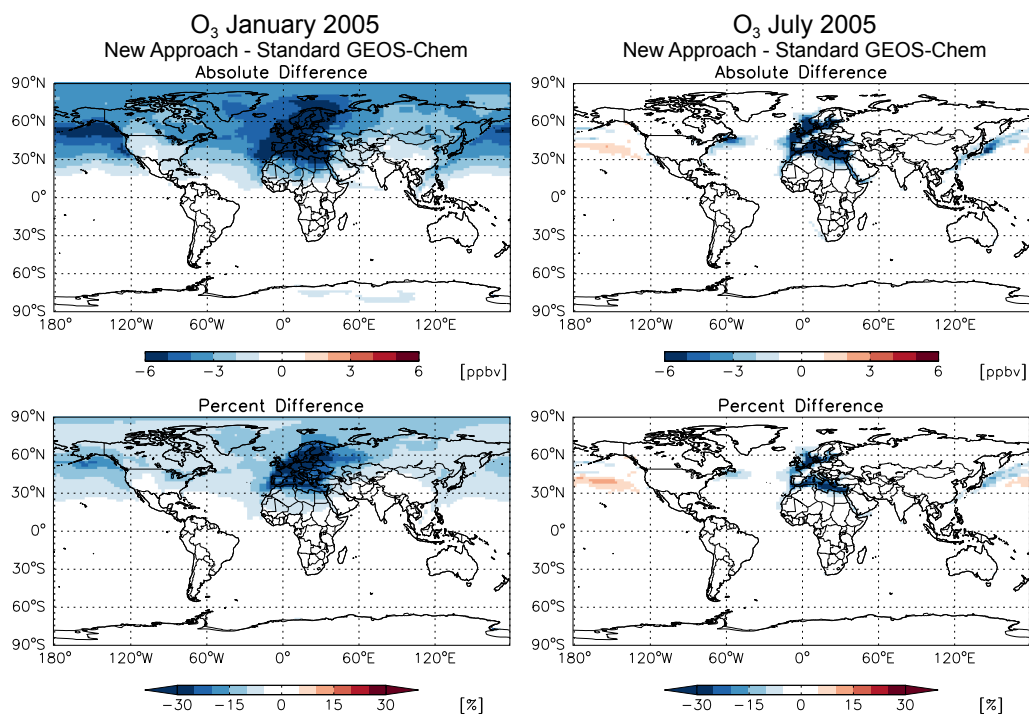 O₃ January 2005
New Approach - Standard GEOS-Chem
Absolute Difference
90°N
60°N
30°N
0°
30°S
60°S
90°S
180° 120°W 60°W 0° 60°E 120°E
-6 -3 0 3 6 [ppbv]
Percent Difference
90°N
60°N
30°N
0°
30°S
60°S
90°S
180° 120°W 60°W 0° 60°E 120°E
-30 -15 0 15 30 [%]
O₃ July 2005
New Approach - Standard GEOS-Chem
Absolute Difference
90°N
60°N
30°N
0°
30°S
60°S
90°S
180° 120°W 60°W 0° 60°E 120°E
-6 -3 0 3 6 [ppbv]
Percent Difference
90°N
60°N
30°N
0°
30°S
60°S
90°S
180° 120°W 60°W 0° 60°E 120°E
-30 -15 0 15 30 [%]